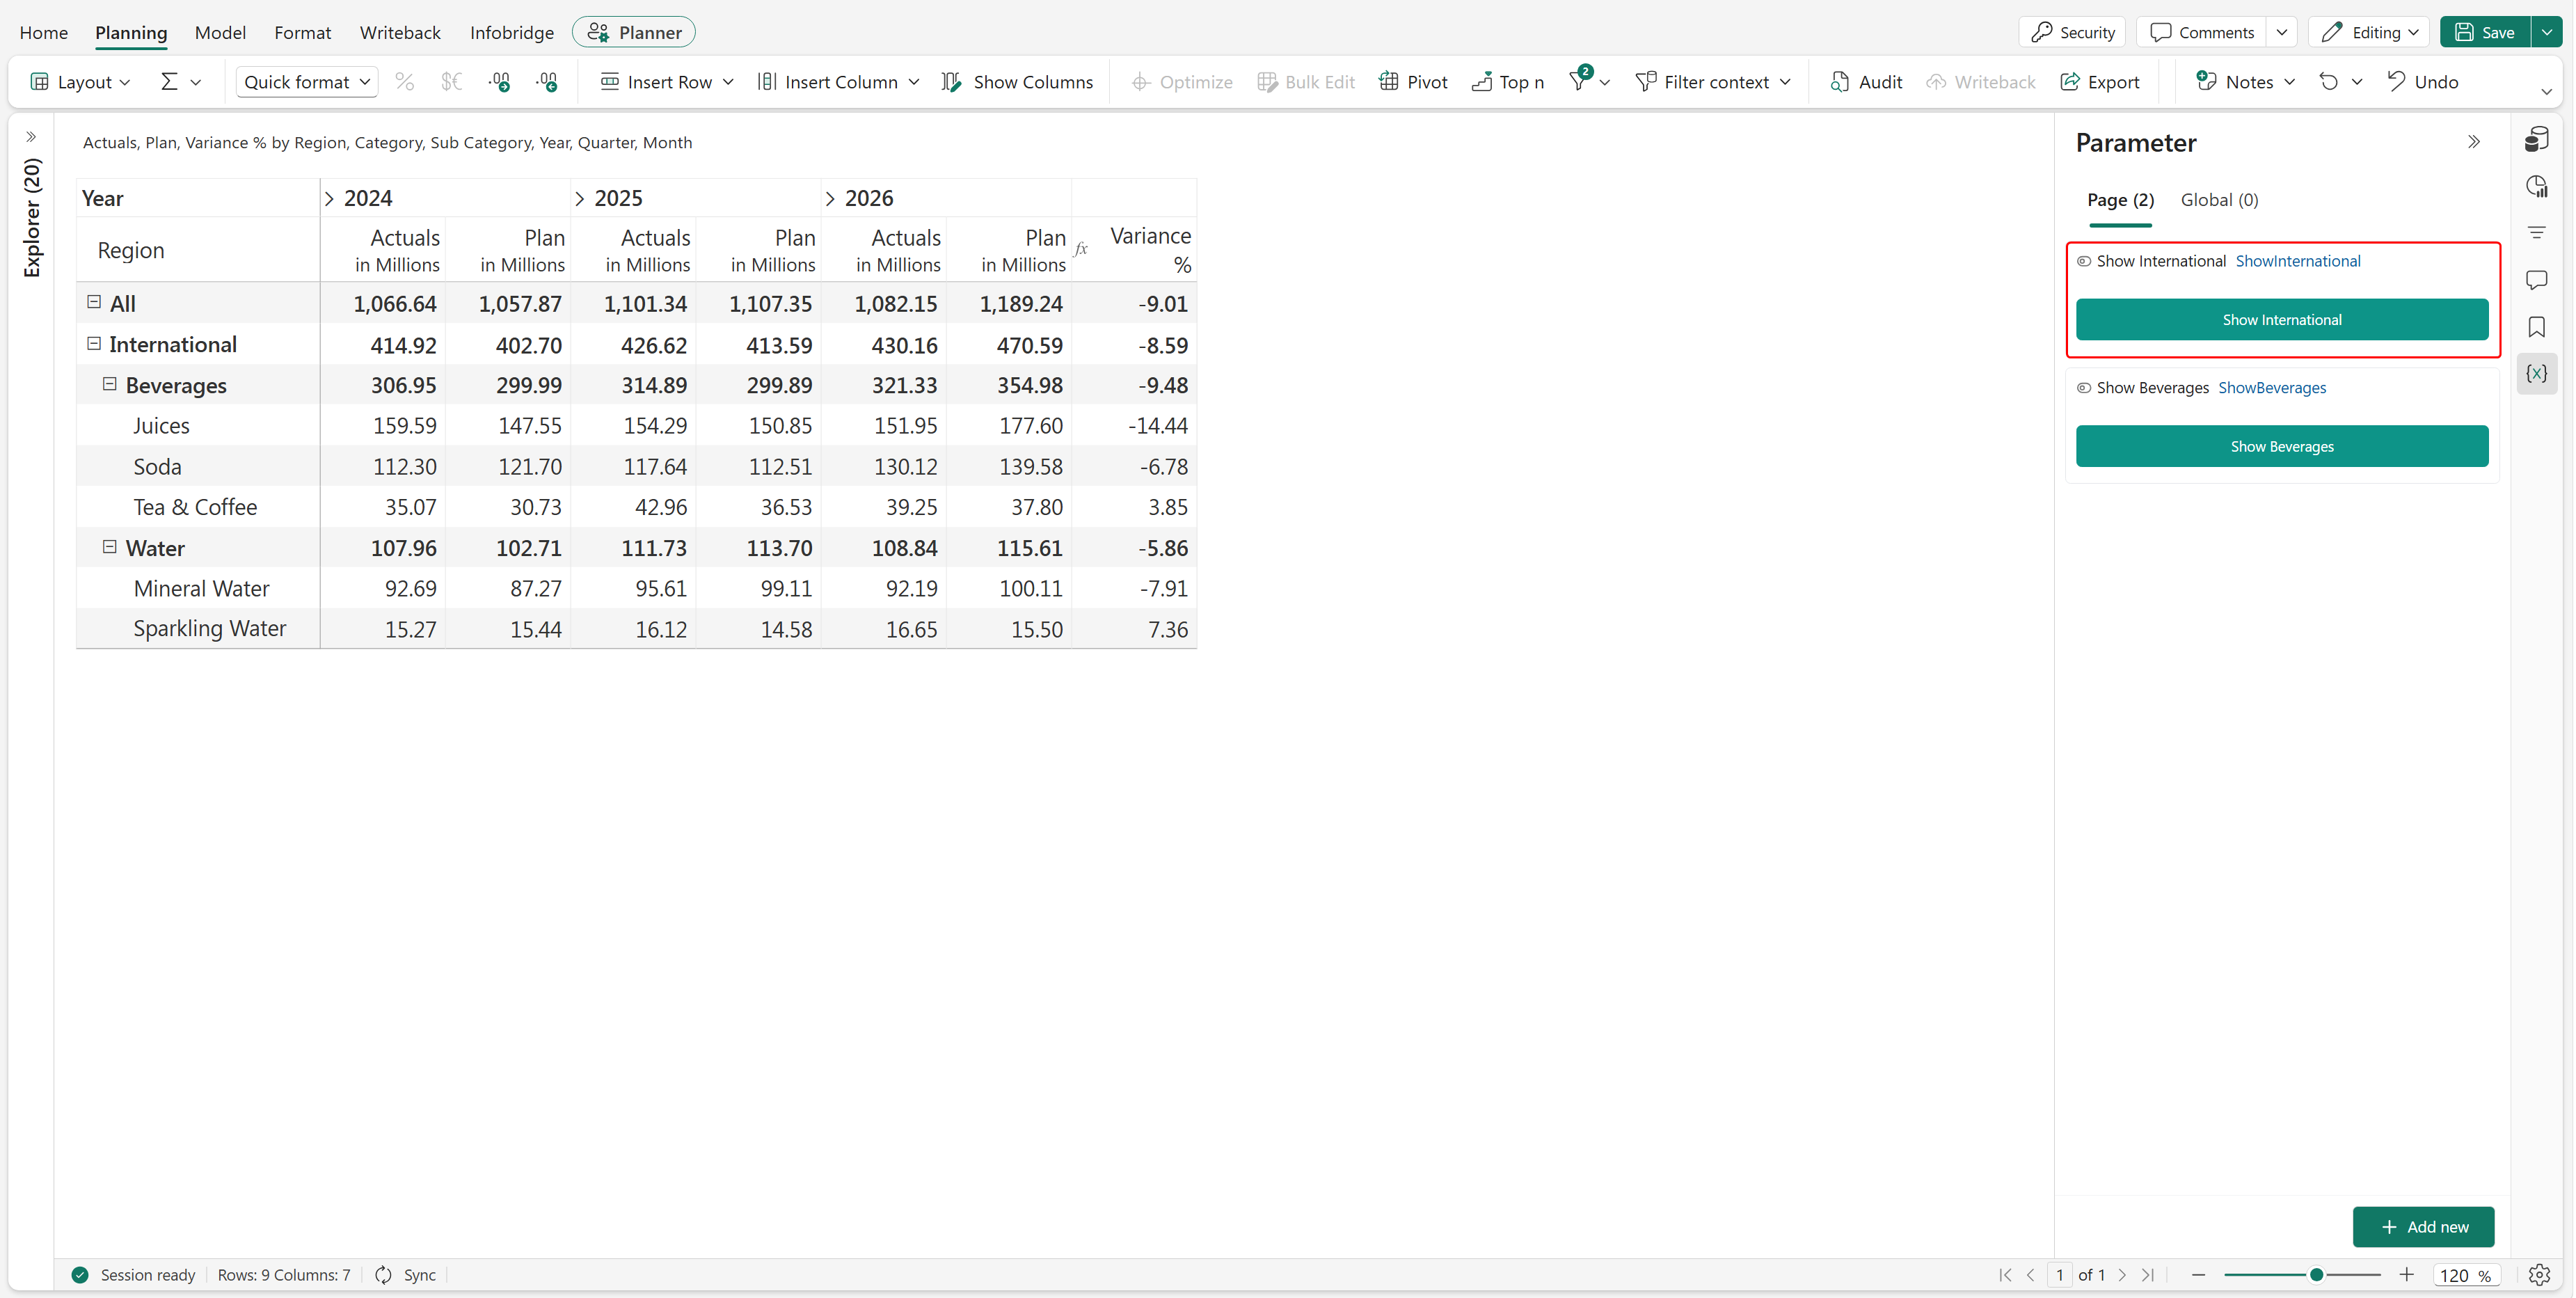 Home Planning Model Format Writeback Infobridge Planner Security Comments Editing Save
Layout Quick format % $€ .00 .00 Insert Row Insert Column Show Columns Optimize Bulk Edit Pivot Top n 2 Filter context Audit Writeback Export Notes Undo
Explorer (20)
Actuals, Plan, Variance % by Region, Category, Sub Category, Year, Quarter, Month
Year 2024 2025 2026
Region Actuals in Millions Plan in Millions Actuals in Millions Plan in Millions Actuals in Millions Plan in Millions fx Variance %
All 1,066.64 1,057.87 1,101.34 1,107.35 1,082.15 1,189.24 -9.01
International 414.92 402.70 426.62 413.59 430.16 470.59 -8.59
Beverages 306.95 299.99 314.89 299.89 321.33 354.98 -9.48
Juices 159.59 147.55 154.29 150.85 151.95 177.60 -14.44
Soda 112.30 121.70 117.64 112.51 130.12 139.58 -6.78
Tea & Coffee 35.07 30.73 42.96 36.53 39.25 37.80 3.85
Water 107.96 102.71 111.73 113.70 108.84 115.61 -5.86
Mineral Water 92.69 87.27 95.61 99.11 92.19 100.11 -7.91
Sparkling Water 15.27 15.44 16.12 14.58 16.65 15.50 7.36
Parameter
Page (2) Global (0)
Show International ShowInternational
Show International
Show Beverages ShowBeverages
Show Beverages
{x}
Add new
Session ready Rows: 9 Columns: 7 Sync 1 of 1 120 %